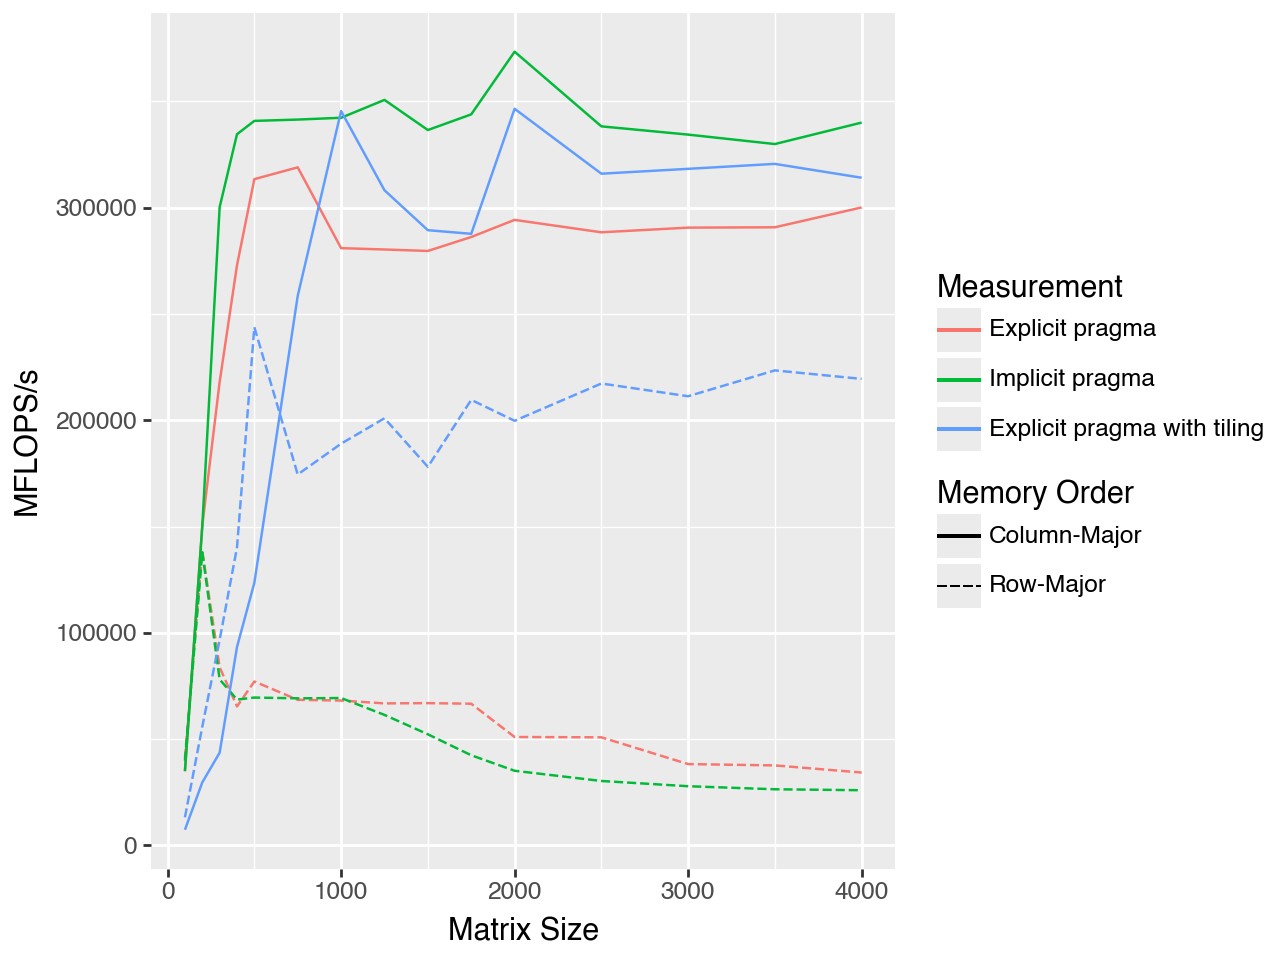 MFLOPS/s
300000
200000
100000
0
0
1000
2000
3000
4000
Matrix Size
Measurement
Explicit pragma
Implicit pragma
Explicit pragma with tiling
Memory Order
Column-Major
Row-Major